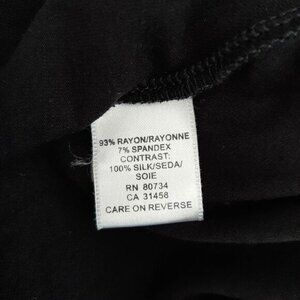 93% RAYON/RAYONNE
7% SPANDEX
CONTRAST:
100% SILK/SEDA/
SOIE
RN 80734
CA 31458
CARE ON REVERSE